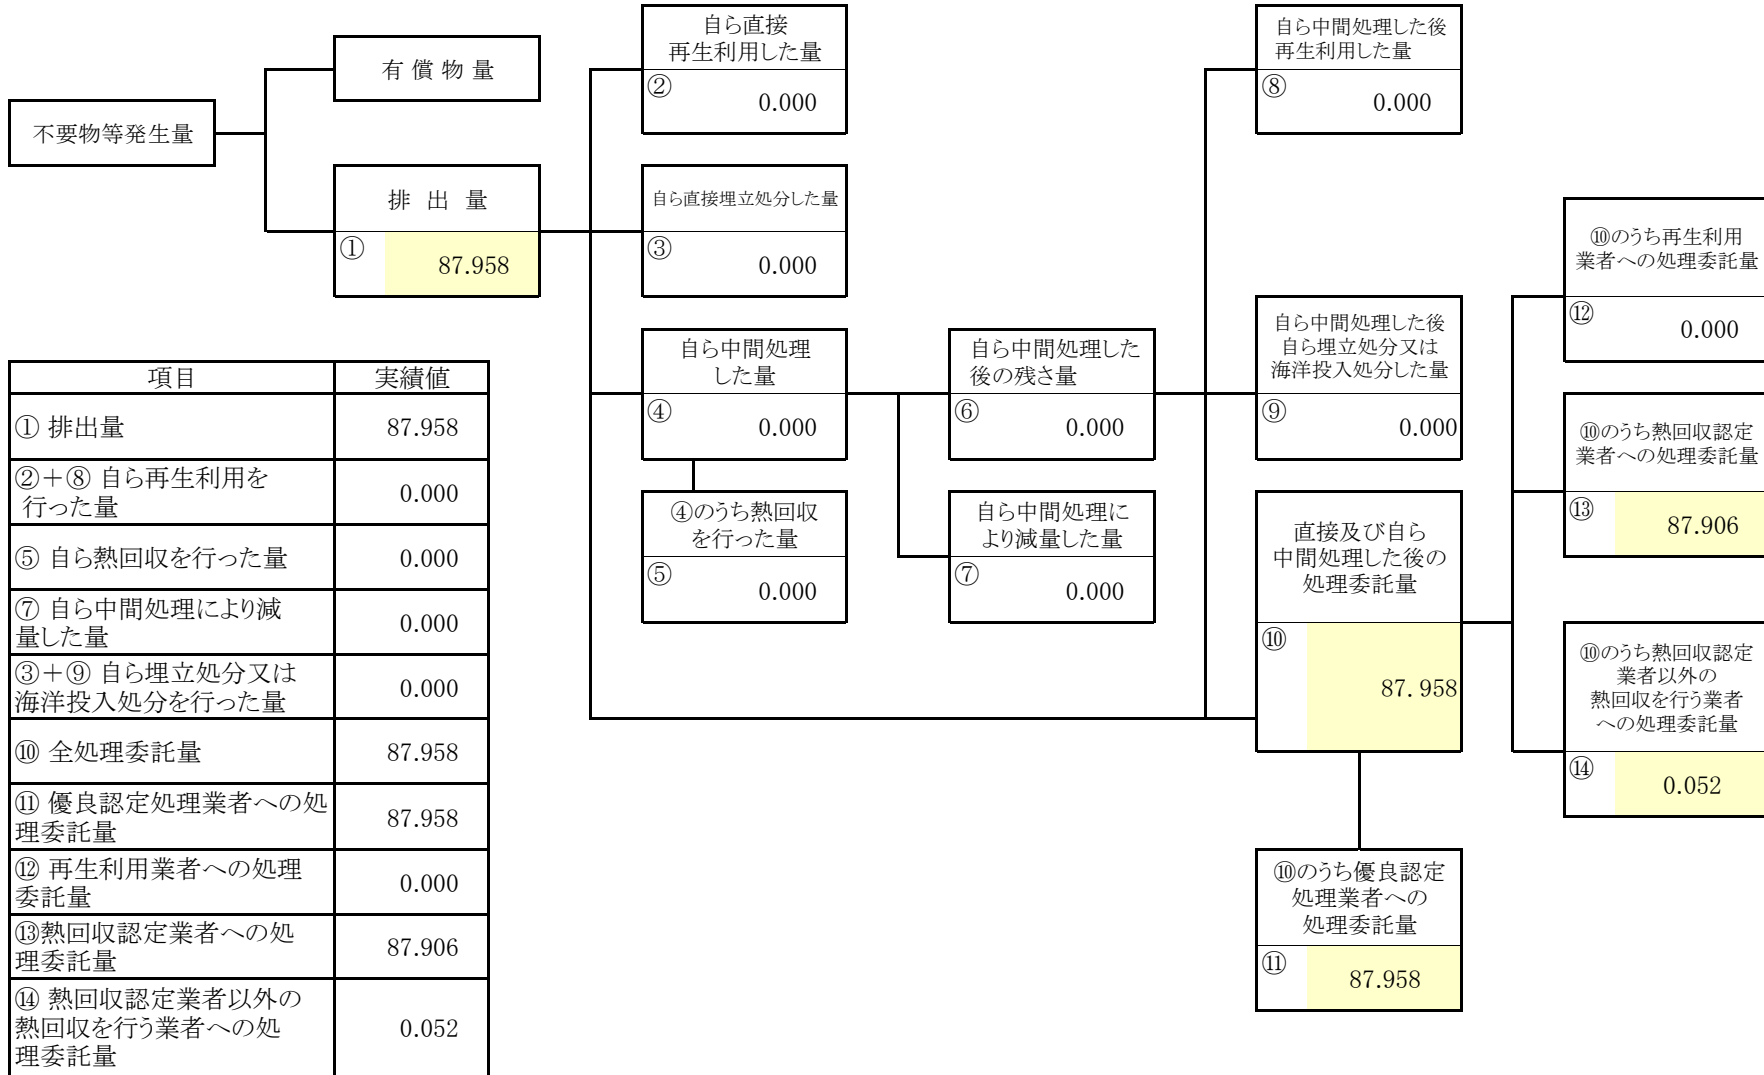 不要物等発生量
有 償 物 量
排 出 量
①
87.958
自ら直接
再生利用した量
②
0.000
自ら直接埋立処分した量
③
0.000
自ら中間処理
した量
④
0.000
④のうち熱回収
を行った量
⑤
0.000
自ら中間処理した
後の残さ量
⑥
0.000
自ら中間処理に
より減量した量
⑦
0.000
自ら中間処理した後
再生利用した量
⑧
0.000
自ら中間処理した後
自ら埋立処分又は
海洋投入処分した量
⑨
0.000
直接及び自ら
中間処理した後の
処理委託量
⑩
87.958
⑩のうち優良認定
処理業者への
処理委託量
⑪
87.958
⑩のうち再生利用
業者への処理委託量
⑫
0.000
⑩のうち熱回収認定
業者への処理委託量
⑬
87.906
⑩のうち熱回収認定
業者以外の
熱回収を行う業者
への処理委託量
⑭
0.052
項目 実績値
① 排出量 87.958
②+⑧ 自ら再生利用を
行った量 0.000
⑤ 自ら熱回収を行った量 0.000
⑦ 自ら中間処理により減
量した量 0.000
③+⑨ 自ら埋立処分又は
海洋投入処分を行った量 0.000
⑩ 全処理委託量 87.958
⑪ 優良認定処理業者への処
理委託量 87.958
⑫ 再生利用業者への処理
委託量 0.000
⑬熱回収認定業者への処
理委託量 87.906
⑭ 熱回収認定業者以外の
熱回収を行う業者への処
理委託量 0.052